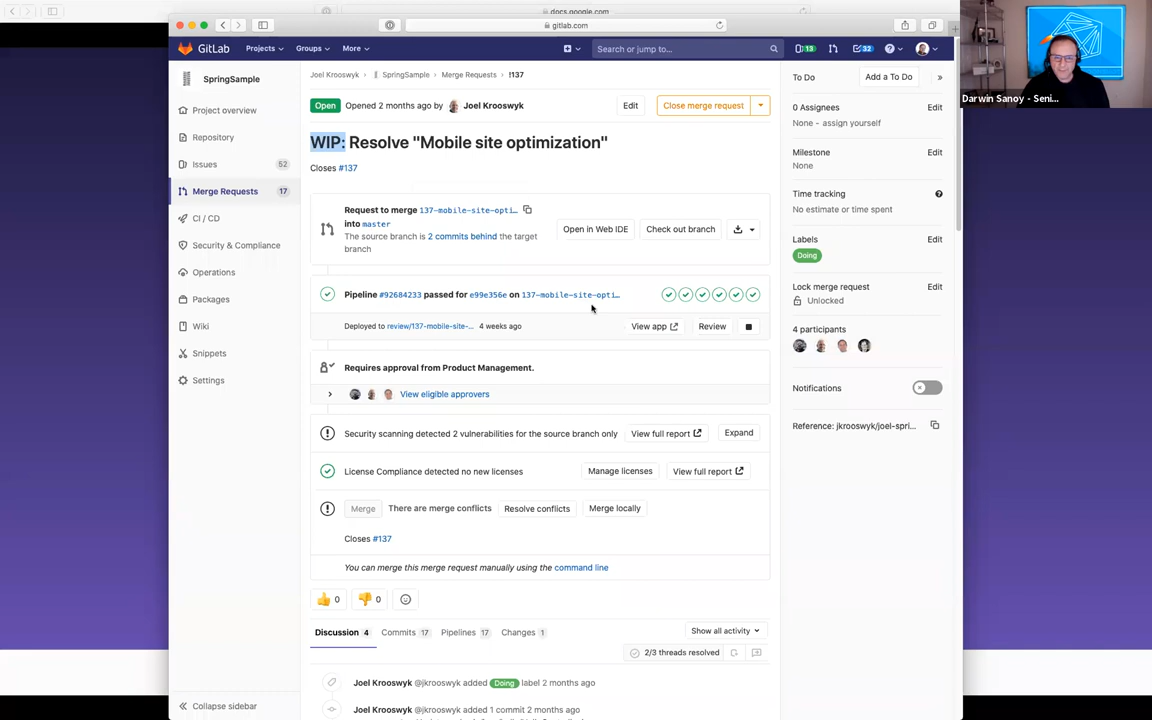 docs.google.com
gitlab.com
GitLab
Projects
Groups
More
Search or jump to...
13
32
SpringSample
Project overview
Repository
Issues
52
Merge Requests
17
CI / CD
Security & Compliance
Operations
Packages
Wiki
Snippets
Settings
Collapse sidebar
Joel Krooswyk › SpringSample › Merge Requests › !137
Open
Opened 2 months ago by Joel Krooswyk
Edit
Close merge request
WIP: Resolve "Mobile site optimization"
Closes #137
Request to merge 137-mobile-site-opti…
into master
The source branch is 2 commits behind the target
branch
Open in Web IDE
Check out branch
Pipeline #92684233 passed for e99e356e on 137-mobile-site-opti…
Deployed to review/137-mobile-site-… 4 weeks ago
View app
Review
Requires approval from Product Management.
View eligible approvers
Security scanning detected 2 vulnerabilities for the source branch only
View full report
Expand
License Compliance detected no new licenses
Manage licenses
View full report
Merge
There are merge conflicts
Resolve conflicts
Merge locally
Closes #137
You can merge this merge request manually using the command line
0
0
Discussion 4
Commits 17
Pipelines 17
Changes 1
Show all activity
2/3 threads resolved
Joel Krooswyk @jkrooswyk added Doing label 2 months ago
Joel Krooswyk @jkrooswyk added 1 commit 2 months ago
To Do
Add a To Do
»
0 Assignees
Edit
None - assign yourself
Milestone
Edit
None
Time tracking
No estimate or time spent
Labels
Edit
Doing
Lock merge request
Edit
Unlocked
4 participants
Notifications
Reference: jkrooswyk/joel-spri…
Darwin Sanoy - Seni...